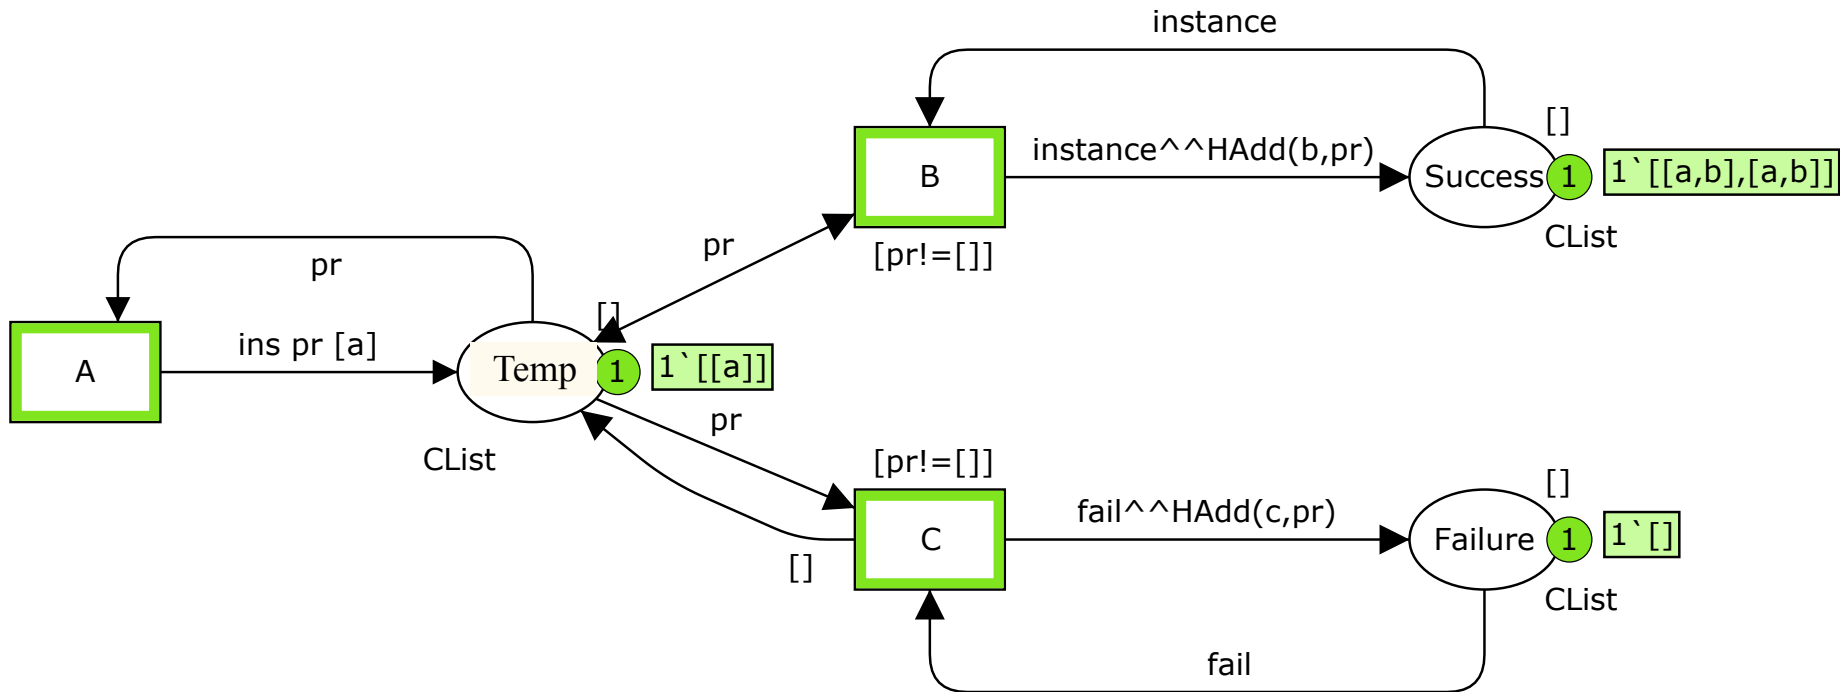 instance
[]
instance^^HAdd(b,pr)
B
Success
1
1`[[a,b],[a,b]]
CList
pr
[pr!=[]]
pr
[]
A
ins pr [a]
Temp
1
1`[[a]]
pr
CList
[pr!=[]]
[]
fail^^HAdd(c,pr)
C
Failure
1
1`[]
[]
CList
fail